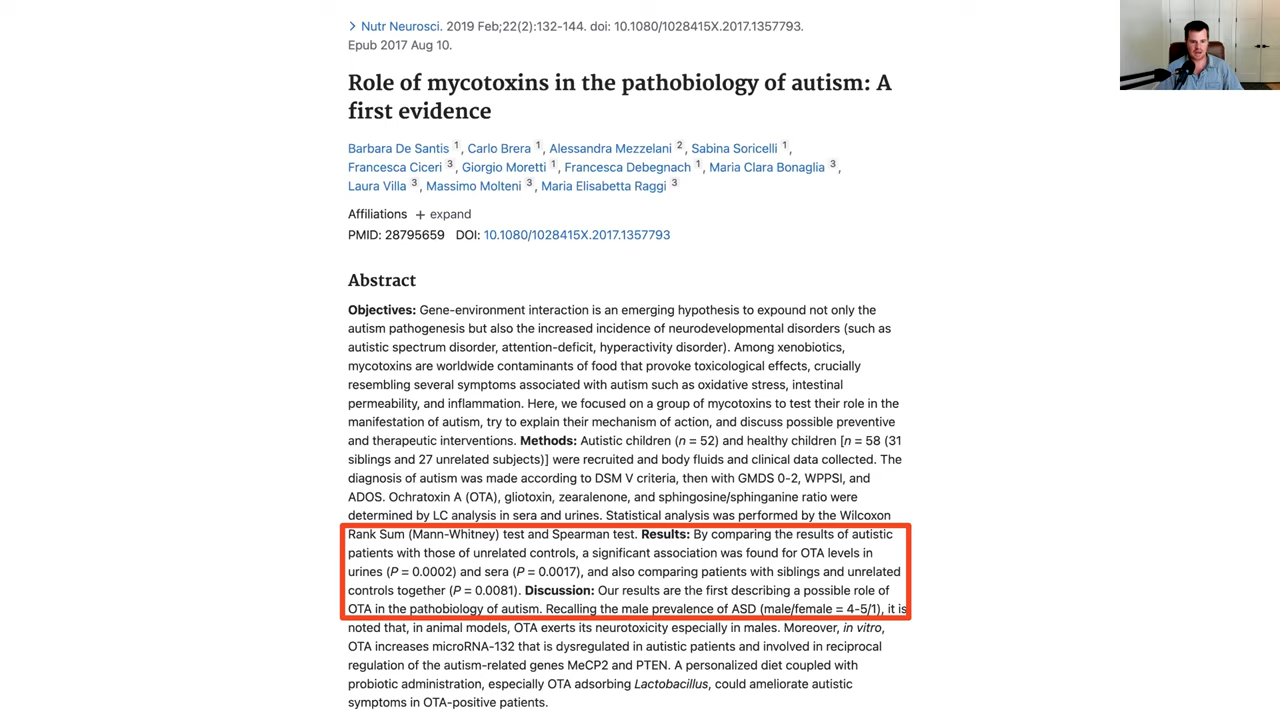 > Nutr Neurosci. 2019 Feb;22(2):132-144. doi: 10.1080/1028415X.2017.1357793.
Epub 2017 Aug 10.
Role of mycotoxins in the pathobiology of autism: A
first evidence
Barbara De Santis 1, Carlo Brera 1, Alessandra Mezzelani 2, Sabina Soricelli 1,
Francesca Ciceri 3, Giorgio Moretti 1, Francesca Debegnach 1, Maria Clara Bonaglia 3,
Laura Villa 3, Massimo Molteni 3, Maria Elisabetta Raggi 3
Affiliations + expand
PMID: 28795659 DOI: 10.1080/1028415X.2017.1357793
Abstract
Objectives: Gene-environment interaction is an emerging hypothesis to expound not only the
autism pathogenesis but also the increased incidence of neurodevelopmental disorders (such as
autistic spectrum disorder, attention-deficit, hyperactivity disorder). Among xenobiotics,
mycotoxins are worldwide contaminants of food that provoke toxicological effects, crucially
resembling several symptoms associated with autism such as oxidative stress, intestinal
permeability, and inflammation. Here, we focused on a group of mycotoxins to test their role in the
manifestation of autism, try to explain their mechanism of action, and discuss possible preventive
and therapeutic interventions. Methods: Autistic children (n = 52) and healthy children [n = 58 (31
siblings and 27 unrelated subjects)] were recruited and body fluids and clinical data collected. The
diagnosis of autism was made according to DSM V criteria, then with GMDS 0-2, WPPSI, and
ADOS. Ochratoxin A (OTA), gliotoxin, zearalenone, and sphingosine/sphinganine ratio were
determined by LC analysis in sera and urines. Statistical analysis was performed by the Wilcoxon
Rank Sum (Mann-Whitney) test and Spearman test. Results: By comparing the results of autistic
patients with those of unrelated controls, a significant association was found for OTA levels in
urines (P = 0.0002) and sera (P = 0.0017), and also comparing patients with siblings and unrelated
controls together (P = 0.0081). Discussion: Our results are the first describing a possible role of
OTA in the pathobiology of autism. Recalling the male prevalence of ASD (male/female = 4-5/1), it is
noted that, in animal models, OTA exerts its neurotoxicity especially in males. Moreover, in vitro,
OTA increases microRNA-132 that is dysregulated in autistic patients and involved in reciprocal
regulation of the autism-related genes MeCP2 and PTEN. A personalized diet coupled with
probiotic administration, especially OTA adsorbing Lactobacillus, could ameliorate autistic
symptoms in OTA-positive patients.